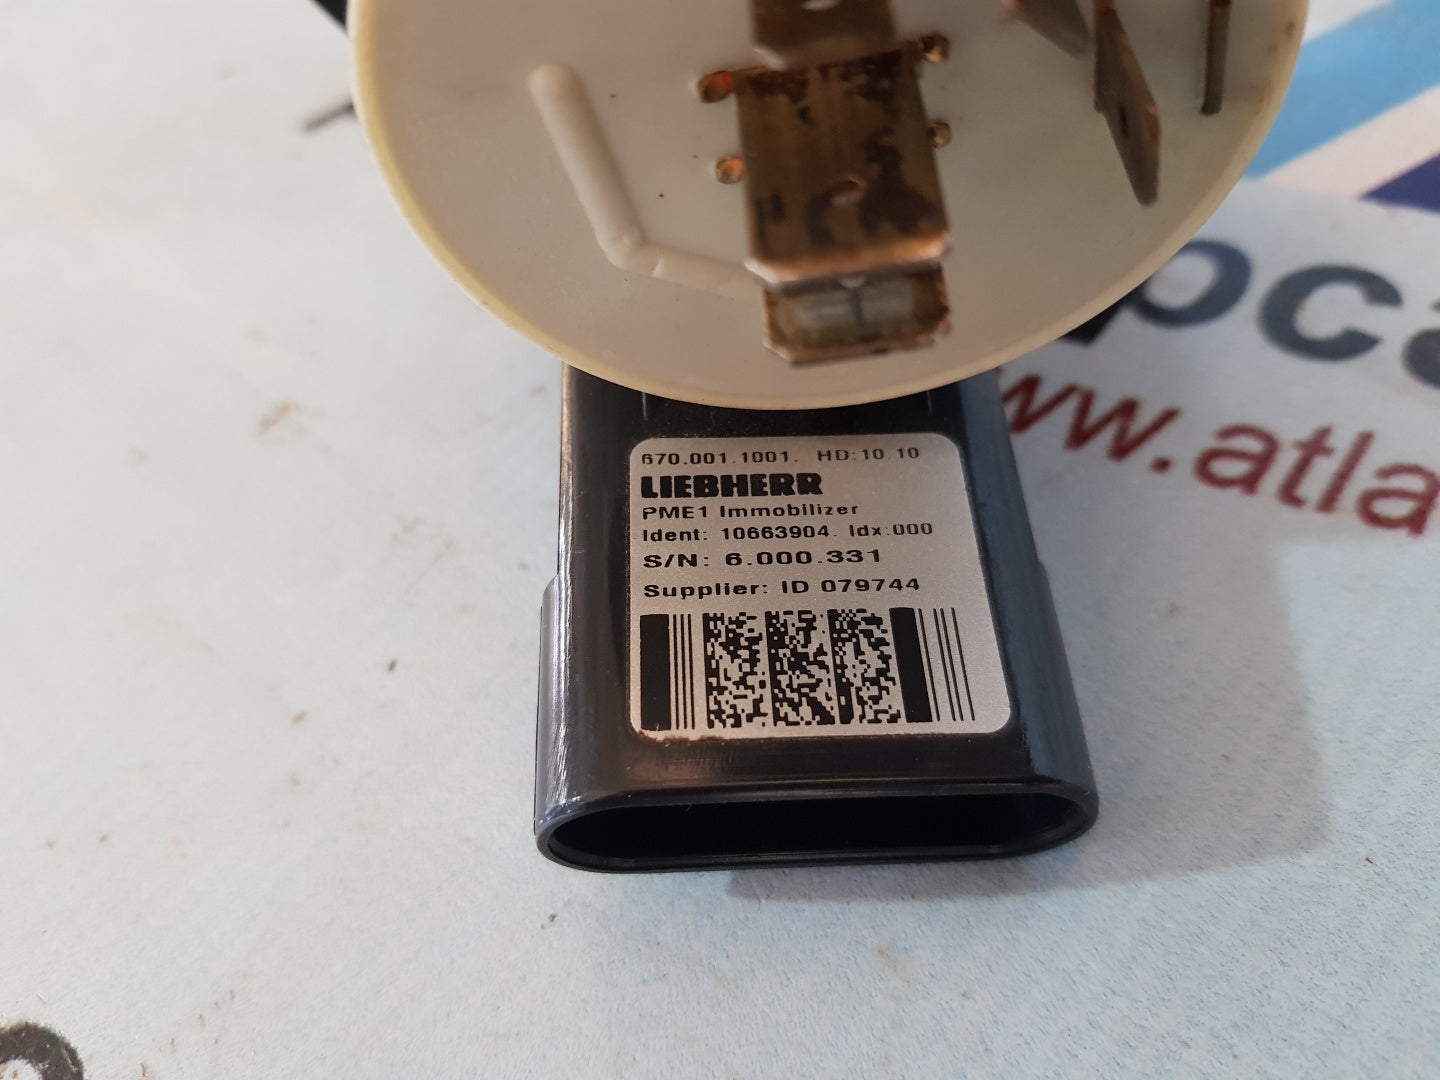 pca
ww.atla
670.001.1001. HD:10 10
LIEBHERR
PME1 Immobilizer
Ident: 10663904. Idx:000
S/N: 6.000.331
Supplier: ID 079744